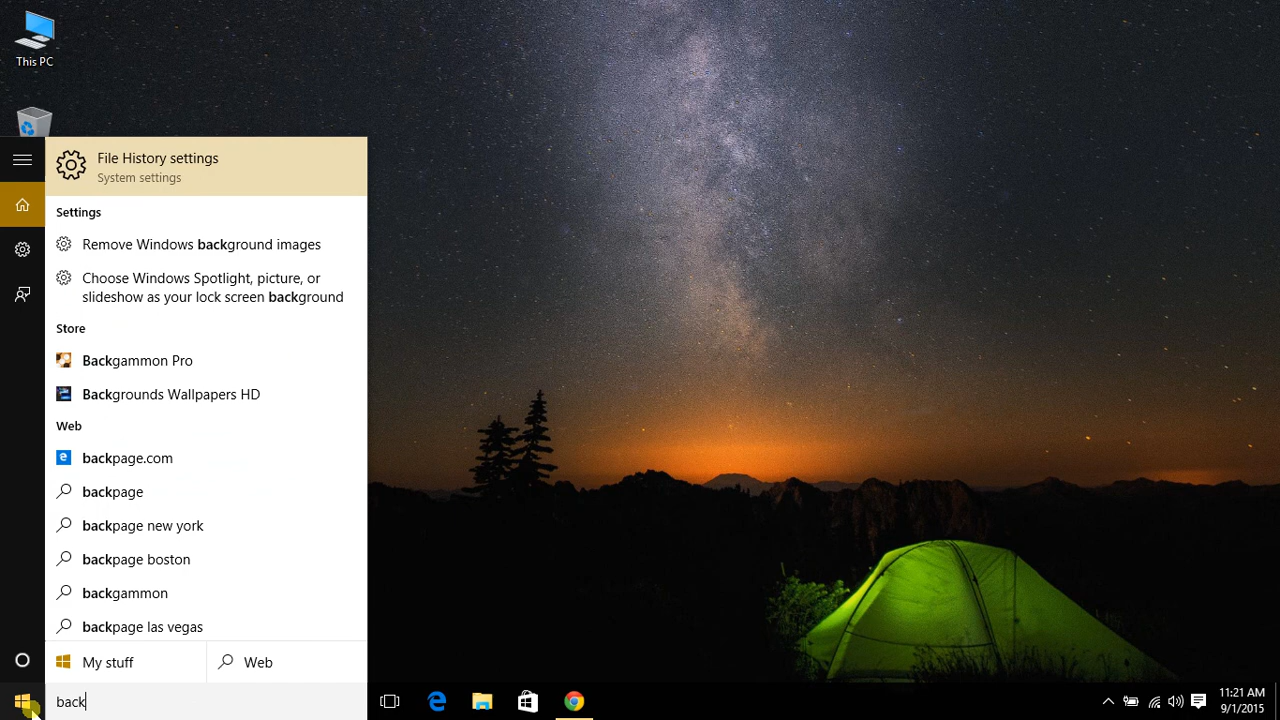 This PC
File History settings
System settings
Settings
Remove Windows background images
Choose Windows Spotlight, picture, or
slideshow as your lock screen background
Store
Backgammon Pro
Backgrounds Wallpapers HD
Web
backpage.com
backpage
backpage new york
backpage boston
backgammon
backpage las vegas
My stuff
Web
back
11:21 AM
9/1/2015